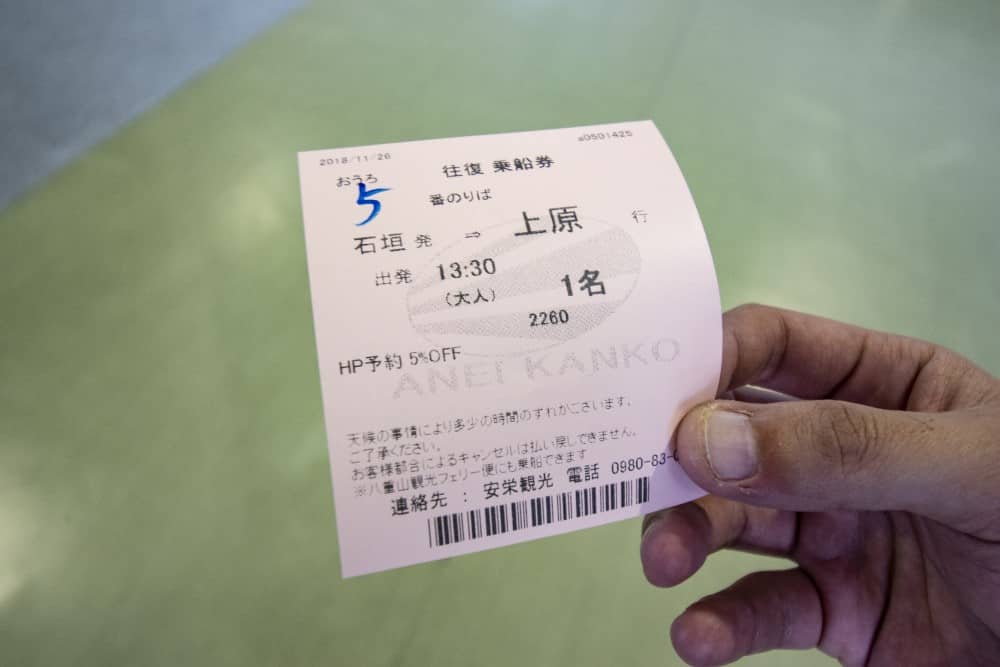 2018/11/26 a0501425
往復 乗船券
おうろ
5 番のりば
石垣 発 ⇒ 上原 行
出発 13:30
(大人) 1名
2260
HP予約 5%OFF
ANEI KANKO
天候の事情により多少の時間のずれがございます。
ご了承ください。
お客様都合によるキャンセルは払い戻しできません。
※八重山観光フェリー便にも乗船できます
連絡先 : 安栄観光 電話 0980-83-